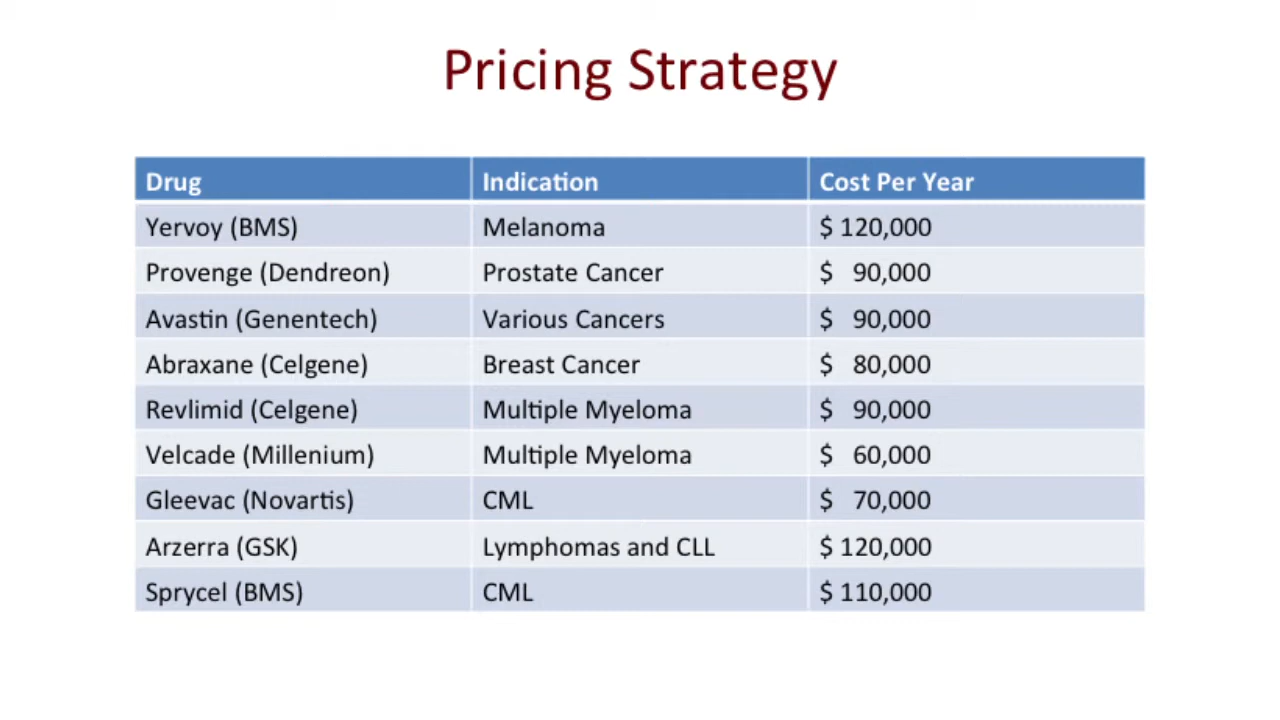 Pricing Strategy
Drug Indication Cost Per Year
Yervoy (BMS) Melanoma $ 120,000
Provenge (Dendreon) Prostate Cancer $ 90,000
Avastin (Genentech) Various Cancers $ 90,000
Abraxane (Celgene) Breast Cancer $ 80,000
Revlimid (Celgene) Multiple Myeloma $ 90,000
Velcade (Millenium) Multiple Myeloma $ 60,000
Gleevac (Novartis) CML $ 70,000
Arzerra (GSK) Lymphomas and CLL $ 120,000
Sprycel (BMS) CML $ 110,000